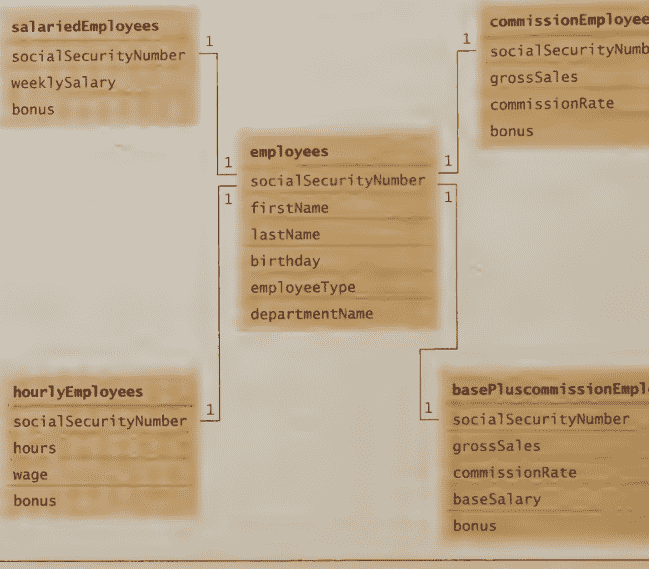 salariedEmployees
socialSecurityNumber
weeklySalary
bonus
1
commissionEmployee
socialSecurityNumb
grossSales
commissionRate
bonus
1
employees
socialSecurityNumber
firstName
lastName
birthday
employeeType
departmentName
1
1
1
1
hourlyEmployees
socialSecurityNumber
hours
wage
bonus
1
basePluscommissionEmpl
socialSecurityNumber
grossSales
commissionRate
baseSalary
bonus
1